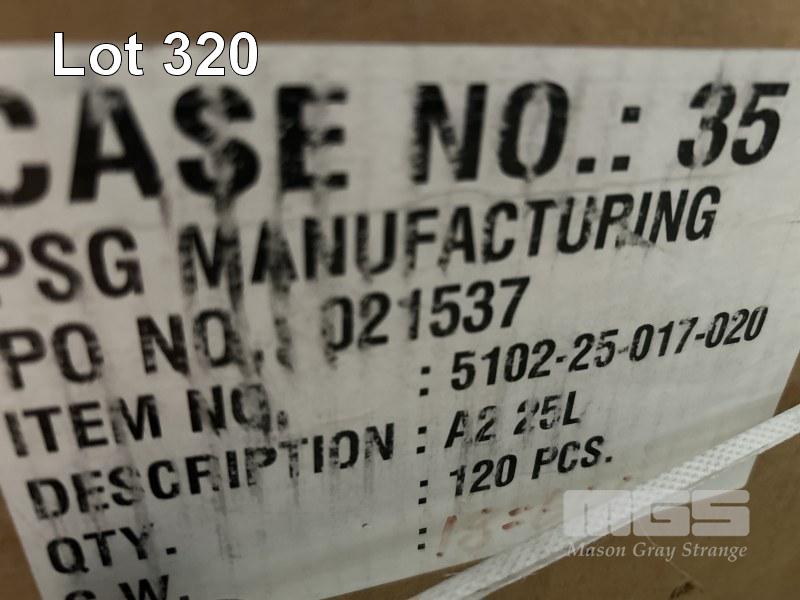 Lot 320
CASE NO.: 35
PSG MANUFACTURING
PO NO.: 021537
ITEM NO. : 5102-25-017-020
DESCRIPTION : A2 25L
QTY. : 120 PCS.
G.W. :
MGS
Mason Gray Strange